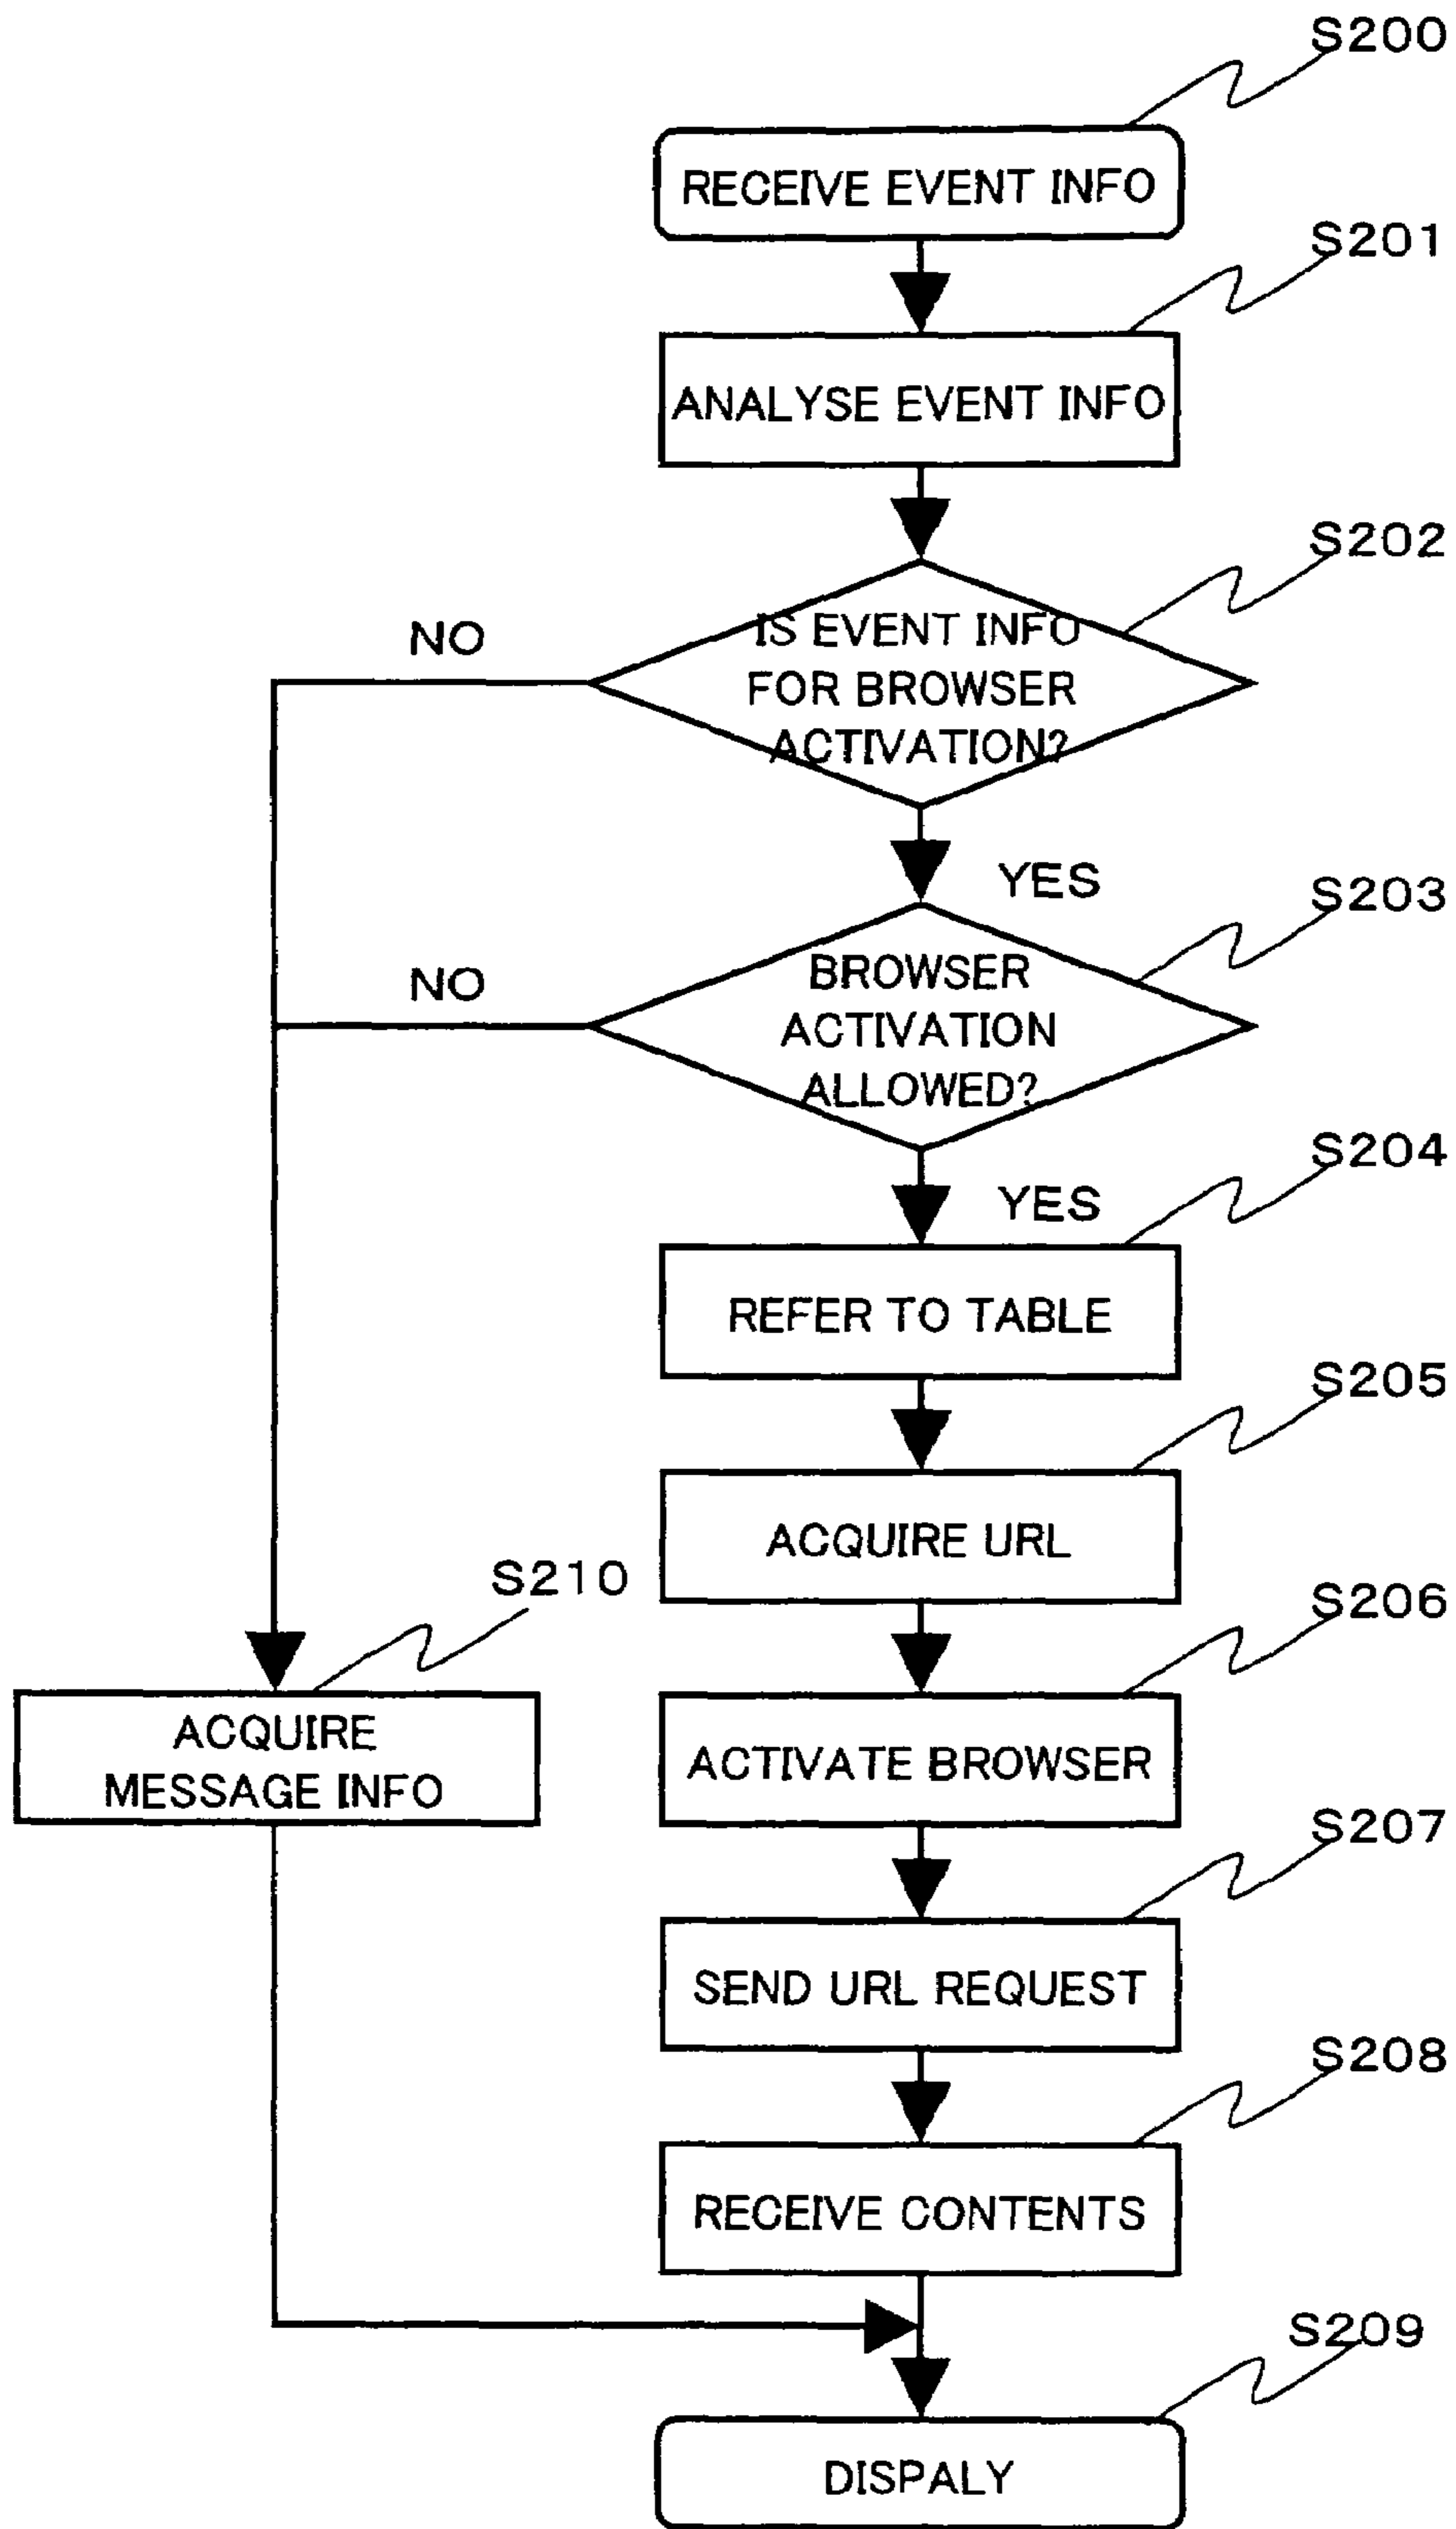 S200
RECEIVE EVENT INFO
S201
ANALYSE EVENT INFO
S202
IS EVENT INFO
FOR BROWSER
ACTIVATION?
NO
YES
S203
BROWSER
ACTIVATION
ALLOWED?
NO
YES
S204
REFER TO TABLE
S205
ACQUIRE URL
S206
ACTIVATE BROWSER
S210
ACQUIRE
MESSAGE INFO
S207
SEND URL REQUEST
S208
RECEIVE CONTENTS
S209
DISPALY